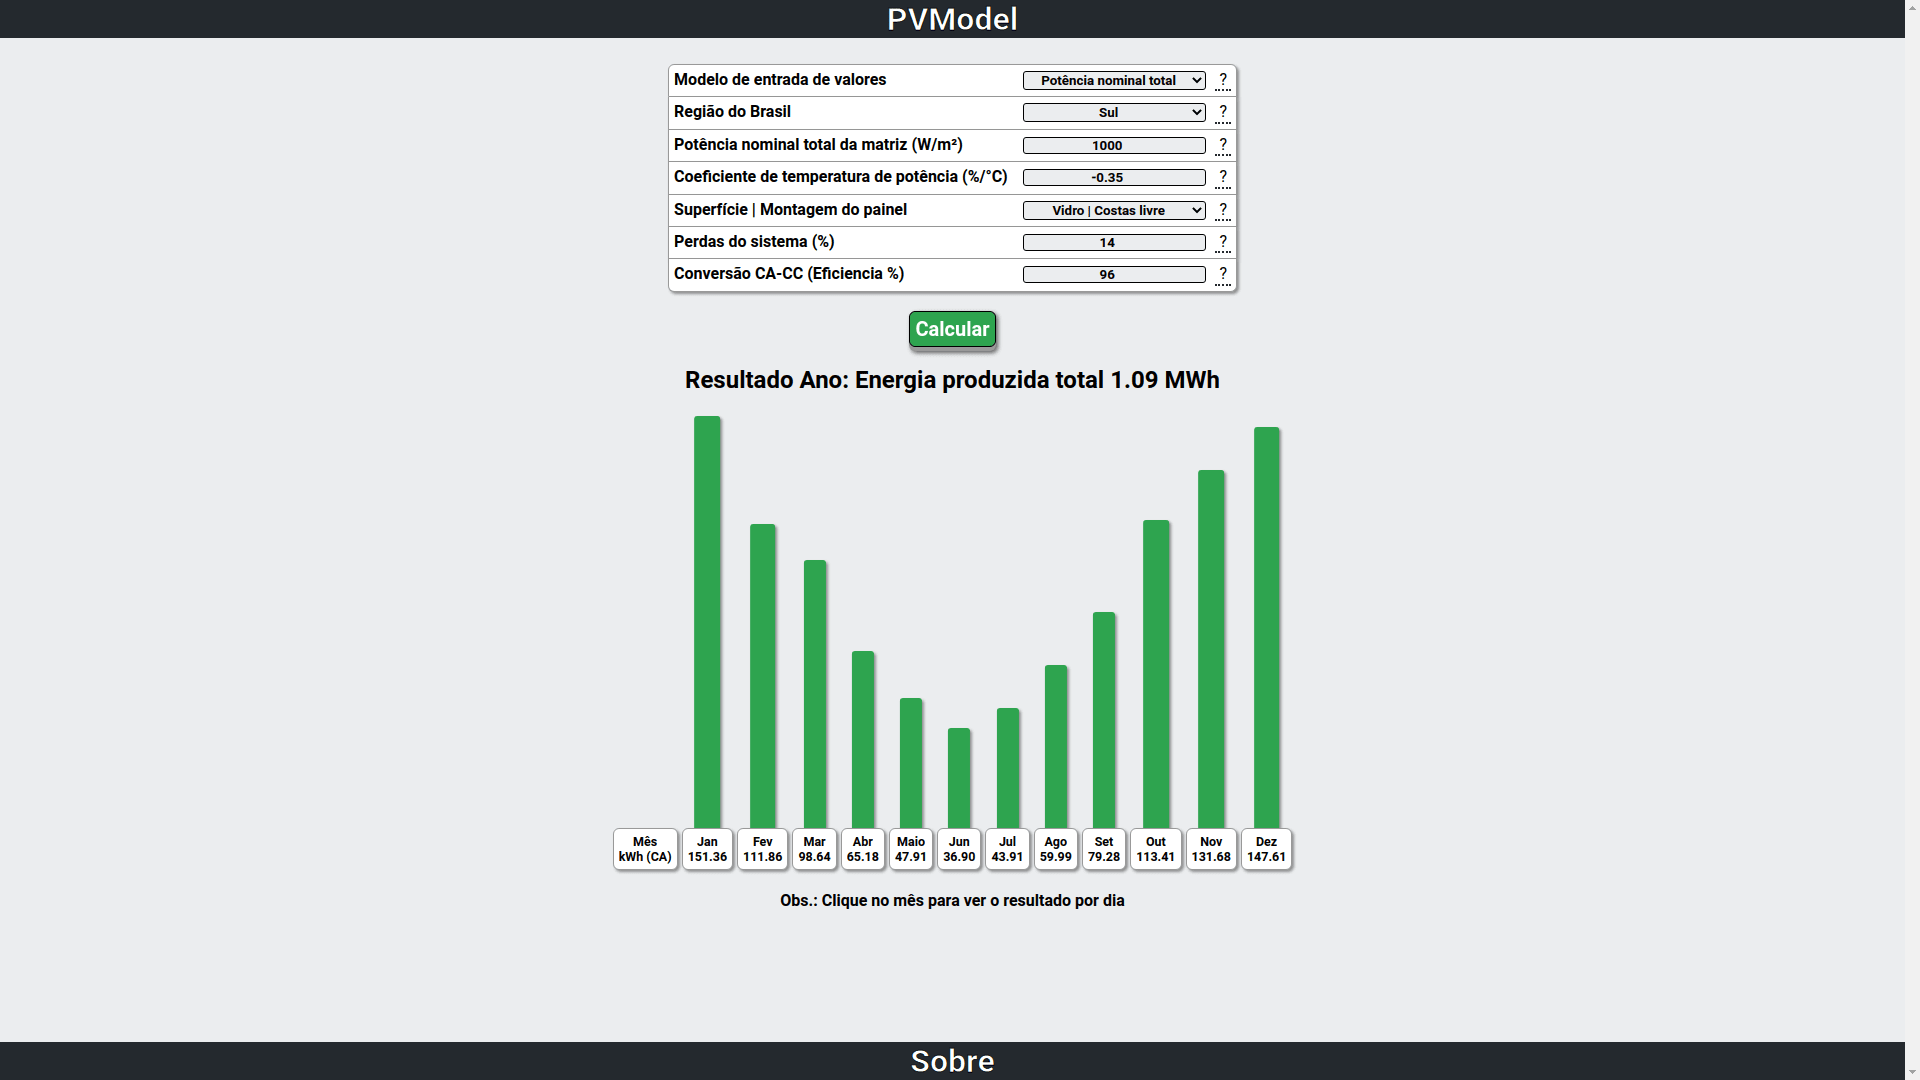 PVModel
Modelo de entrada de valores Potência nominal total ?
Região do Brasil Sul ?
Potência nominal total da matriz (W/m²) 1000 ?
Coeficiente de temperatura de potência (%/°C) -0.35 ?
Superfície | Montagem do painel Vidro | Costas livre ?
Perdas do sistema (%) 14 ?
Conversão CA-CC (Eficiencia %) 96 ?
Calcular
Resultado Ano: Energia produzida total 1.09 MWh
Mês Jan Fev Mar Abr Maio Jun Jul Ago Set Out Nov Dez
kWh (CA) 151.36 111.86 98.64 65.18 47.91 36.90 43.91 59.99 79.28 113.41 131.68 147.61
Obs.: Clique no mês para ver o resultado por dia
Sobre